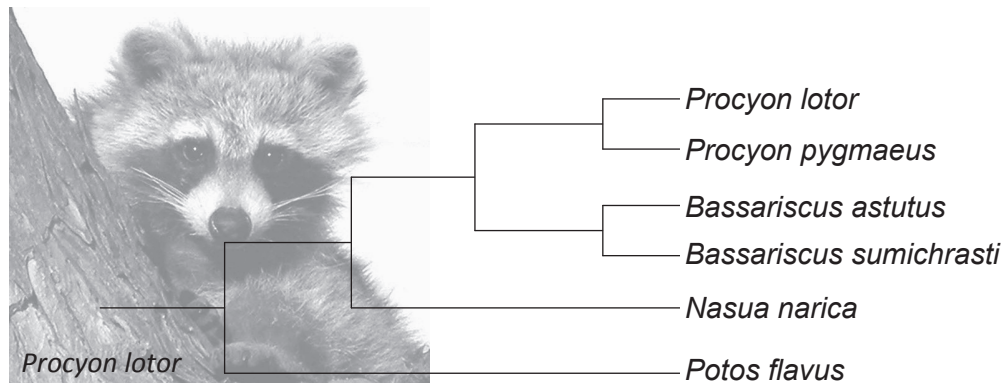 Procyon lotor
Procyon pygmaeus
Bassariscus astutus
Bassariscus sumichrasti
Nasua narica
Potos flavus
Procyon lotor